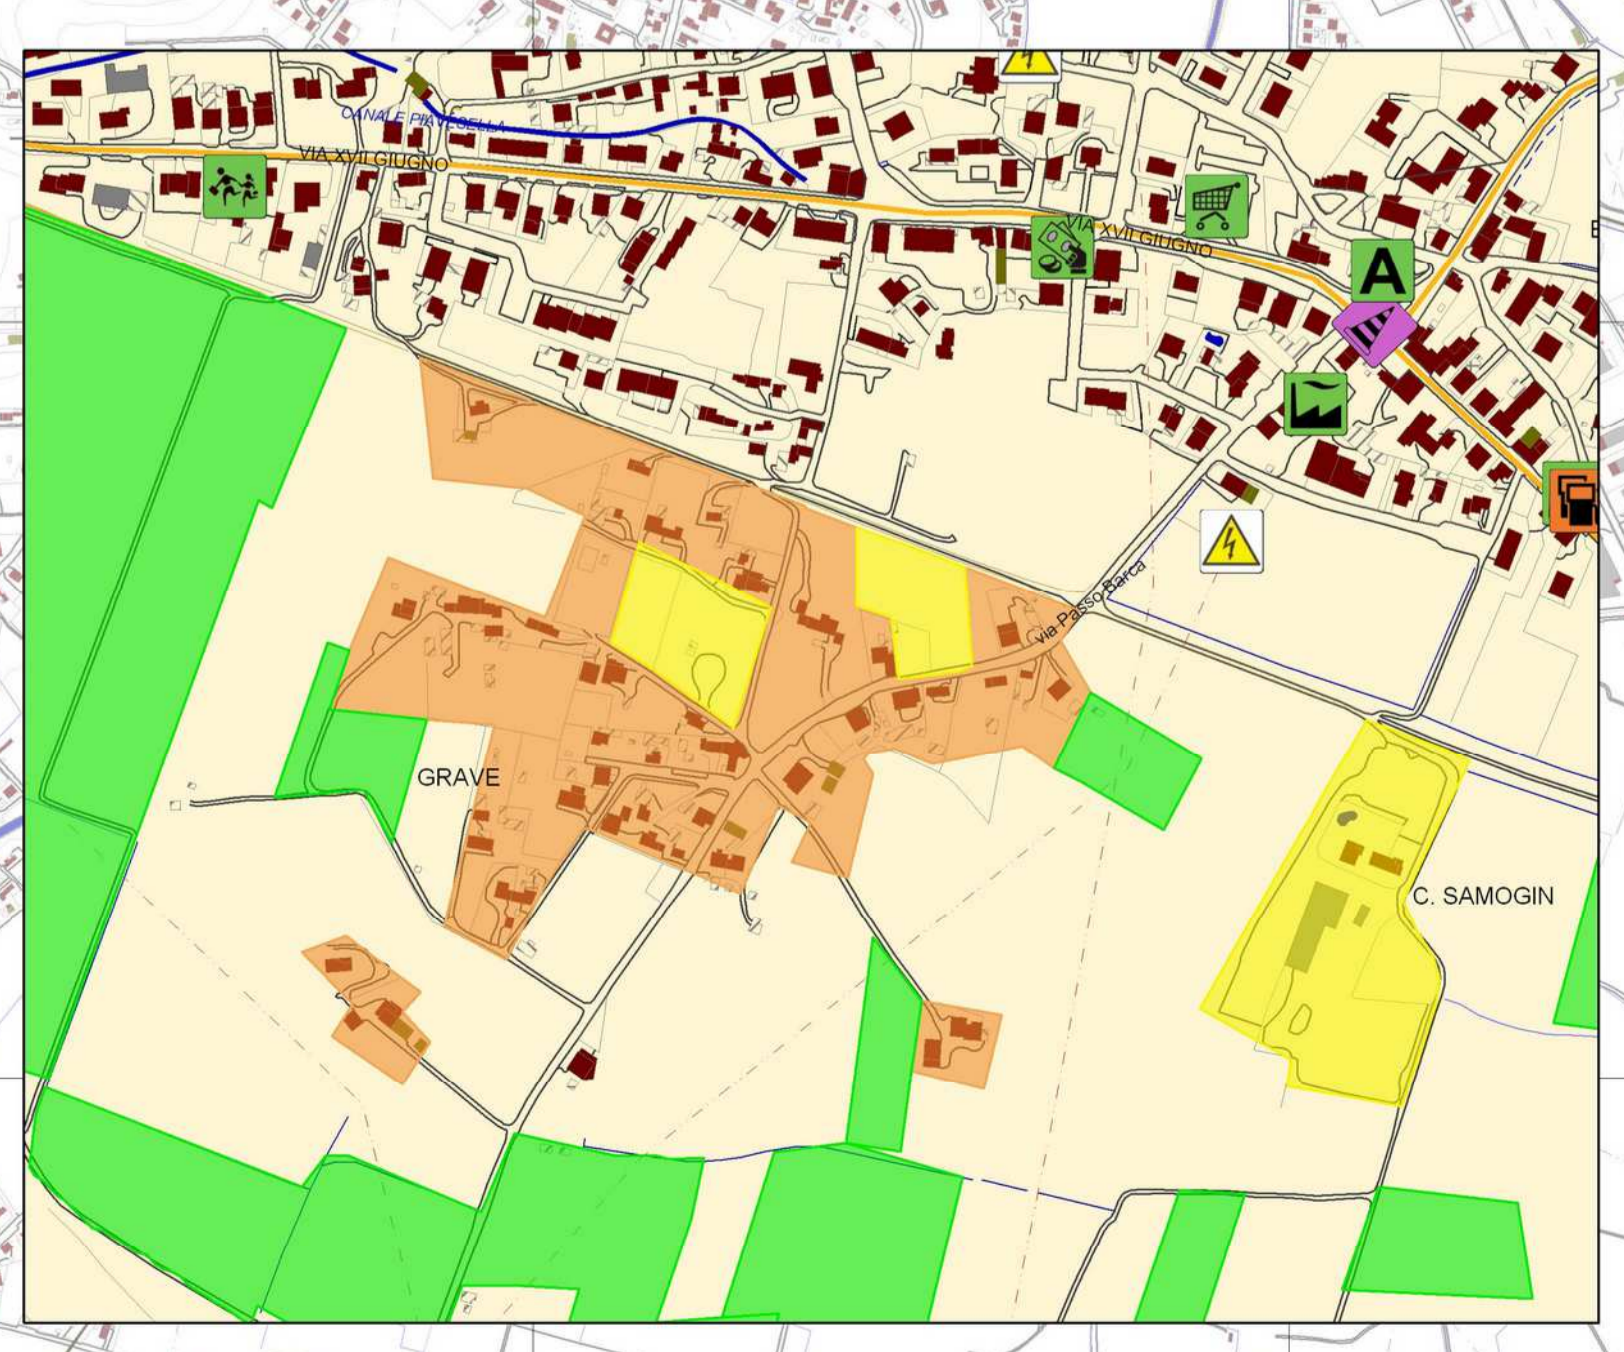 CANALE PIAVESELLA
VIA XVII GIUGNO
VIA XVII GIUGNO
A
via Passo Barca
GRAVE
C. SAMOGIN